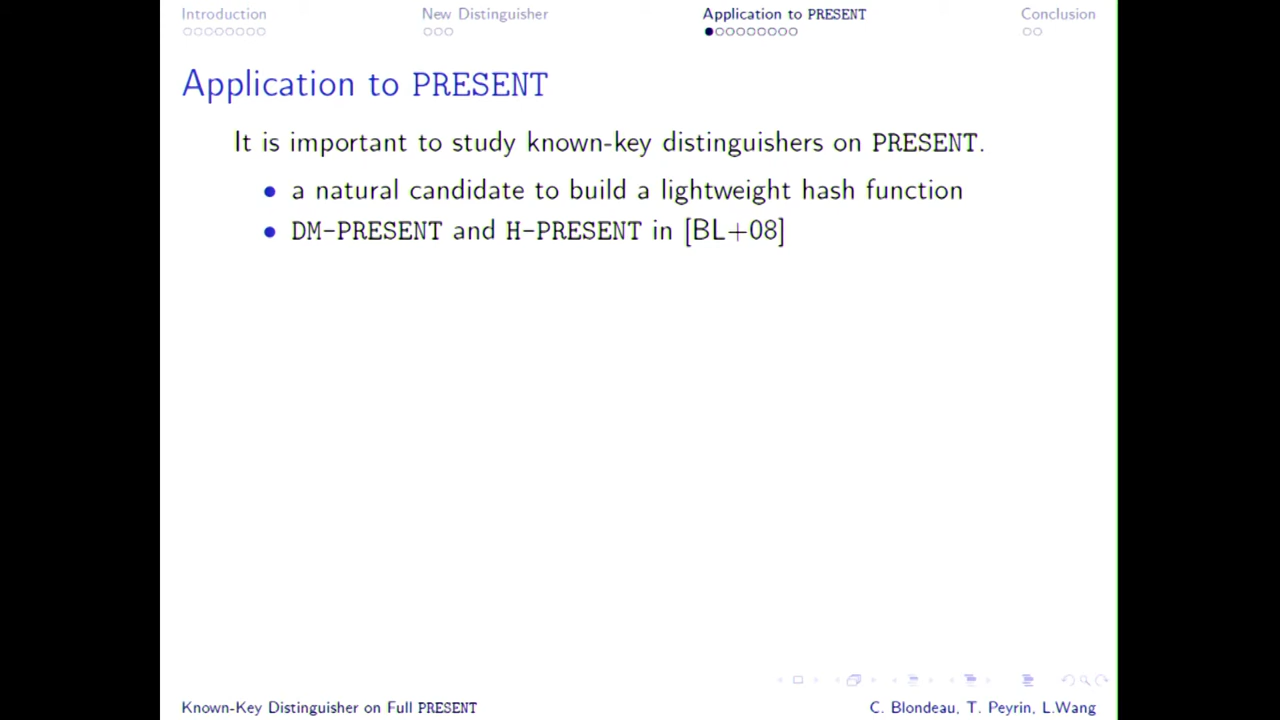 Introduction New Distinguisher Application to PRESENT Conclusion
Application to PRESENT
It is important to study known-key distinguishers on PRESENT.
• a natural candidate to build a lightweight hash function
• DM-PRESENT and H-PRESENT in [BL+08]
Known-Key Distinguisher on Full PRESENT C. Blondeau, T. Peyrin, L.Wang